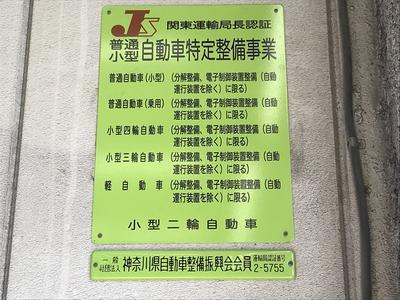 JS 関東運輸局長認証
普通
小型 自動車特定整備事業
普通自動車(小型) (分解整備、電子制御装置整備(自動
運行装置を除く)に限る)
普通自動車(乗用) (分解整備、電子制御装置整備(自動
運行装置を除く)に限る)
小型四輪自動車 (分解整備、電子制御装置整備(自動
運行装置を除く)に限る)
小型三輪自動車 (分解整備、電子制御装置整備(自動
運行装置を除く)に限る)
軽自動車 (分解整備、電子制御装置整備(自動
運行装置を除く)に限る)
小型二輪自動車
一般
社団法人 神奈川県自動車整備振興会会員 運輸局認証番号
2-5755